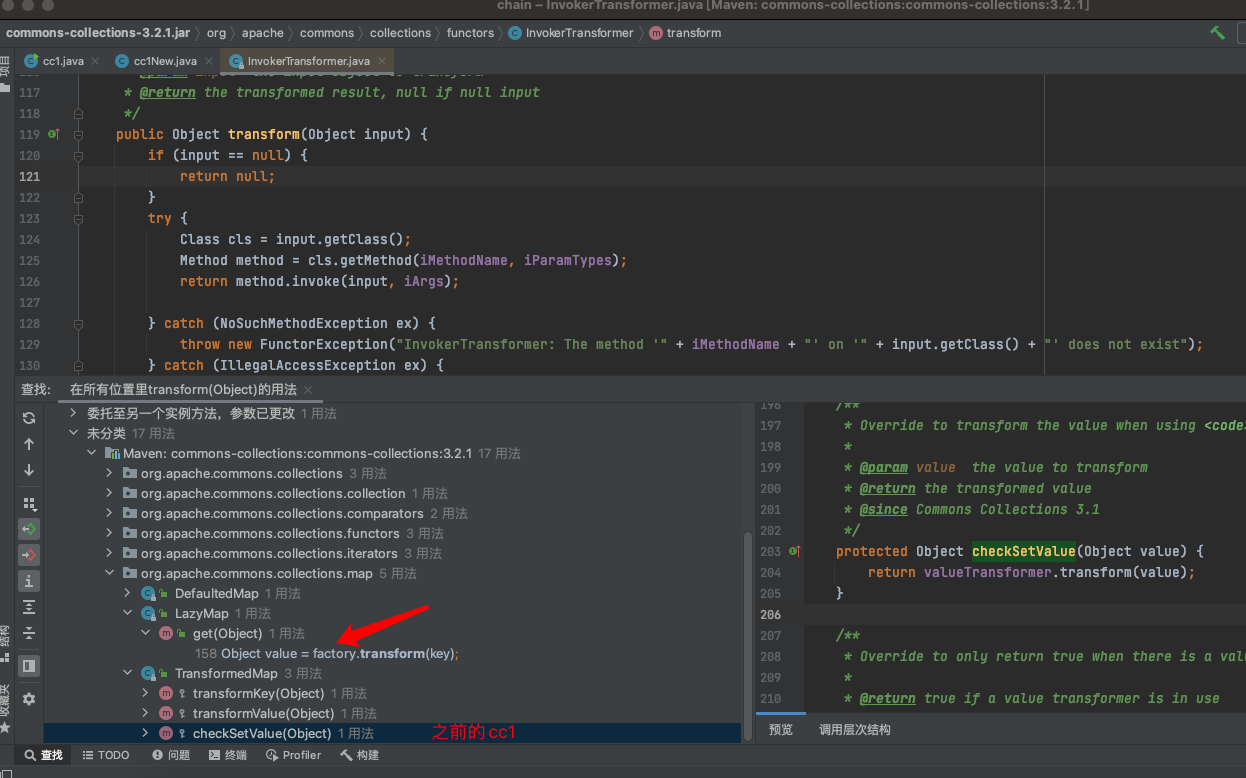 chain – InvokerTransformer.java [Maven: commons-collections:commons-collections:3.2.1]
commons-collections-3.2.1.jar org apache commons collections functors InvokerTransformer transform
cc1.java cc1New.java InvokerTransformer.java
项目
117 * @return the transformed result, null if null input
118 */
119 public Object transform(Object input) {
120 if (input == null) {
121 return null;
122 }
123 try {
124 Class cls = input.getClass();
125 Method method = cls.getMethod(iMethodName, iParamTypes);
126 return method.invoke(input, iArgs);
127
128 } catch (NoSuchMethodException ex) {
129 throw new FunctorException("InvokerTransformer: The method '" + iMethodName + "' on '" + input.getClass() + "' does not exist");
130 } catch (IllegalAccessException ex) {
查找: 在所有位置里transform(Object)的用法
委托至另一个实例方法，参数已更改 1 用法
未分类 17 用法
Maven: commons-collections:commons-collections:3.2.1 17 用法
org.apache.commons.collections 3 用法
org.apache.commons.collections.collection 1 用法
org.apache.commons.collections.comparators 2 用法
org.apache.commons.collections.functors 3 用法
org.apache.commons.collections.iterators 3 用法
org.apache.commons.collections.map 5 用法
DefaultedMap 1 用法
LazyMap 1 用法
get(Object) 1 用法
158 Object value = factory.transform(key);
TransformedMap 3 用法
transformKey(Object) 1 用法
transformValue(Object) 1 用法
checkSetValue(Object) 1 用法 之前的cc1
196 /**
197 * Override to transform the value when using <code>
198 *
199 * @param value the value to transform
200 * @return the transformed value
201 * @since Commons Collections 3.1
202 */
203 protected Object checkSetValue(Object value) {
204 return valueTransformer.transform(value);
205 }
206
207 /**
208 * Override to only return true when there is a val
209 *
210 * @return true if a value transformer is in use
预览 调用层次结构
结构
收藏夹
查找 TODO 问题 终端 Profiler 构建